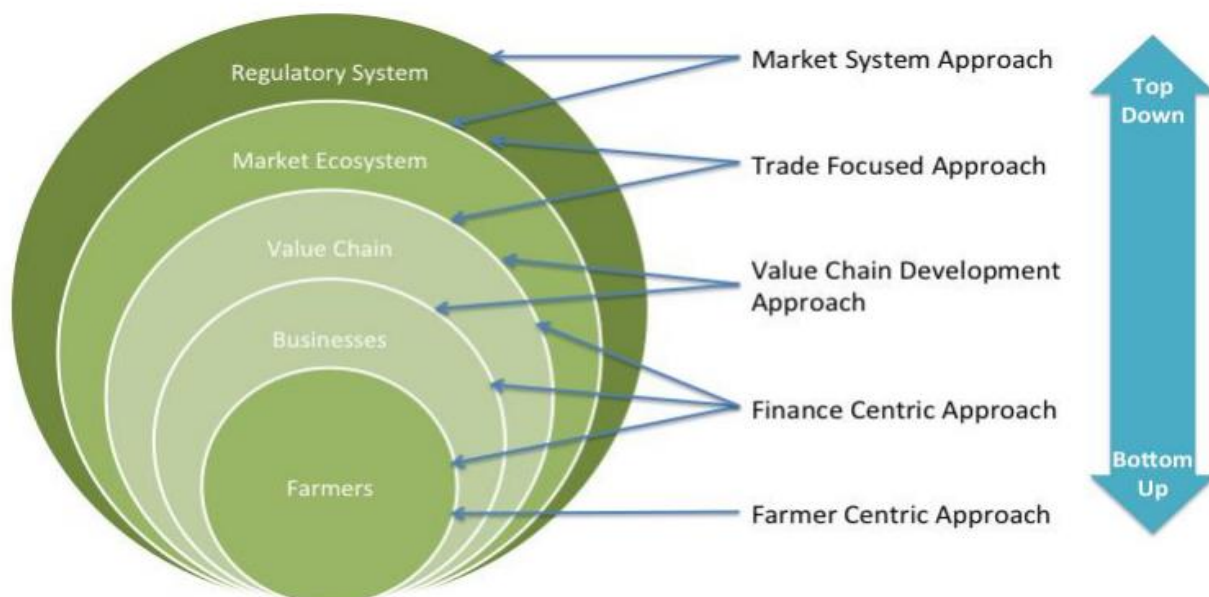 Regulatory System
Market Ecosystem
Value Chain
Businesses
Farmers
Market System Approach
Trade Focused Approach
Value Chain Development
Approach
Finance Centric Approach
Farmer Centric Approach
Top
Down
Bottom
Up